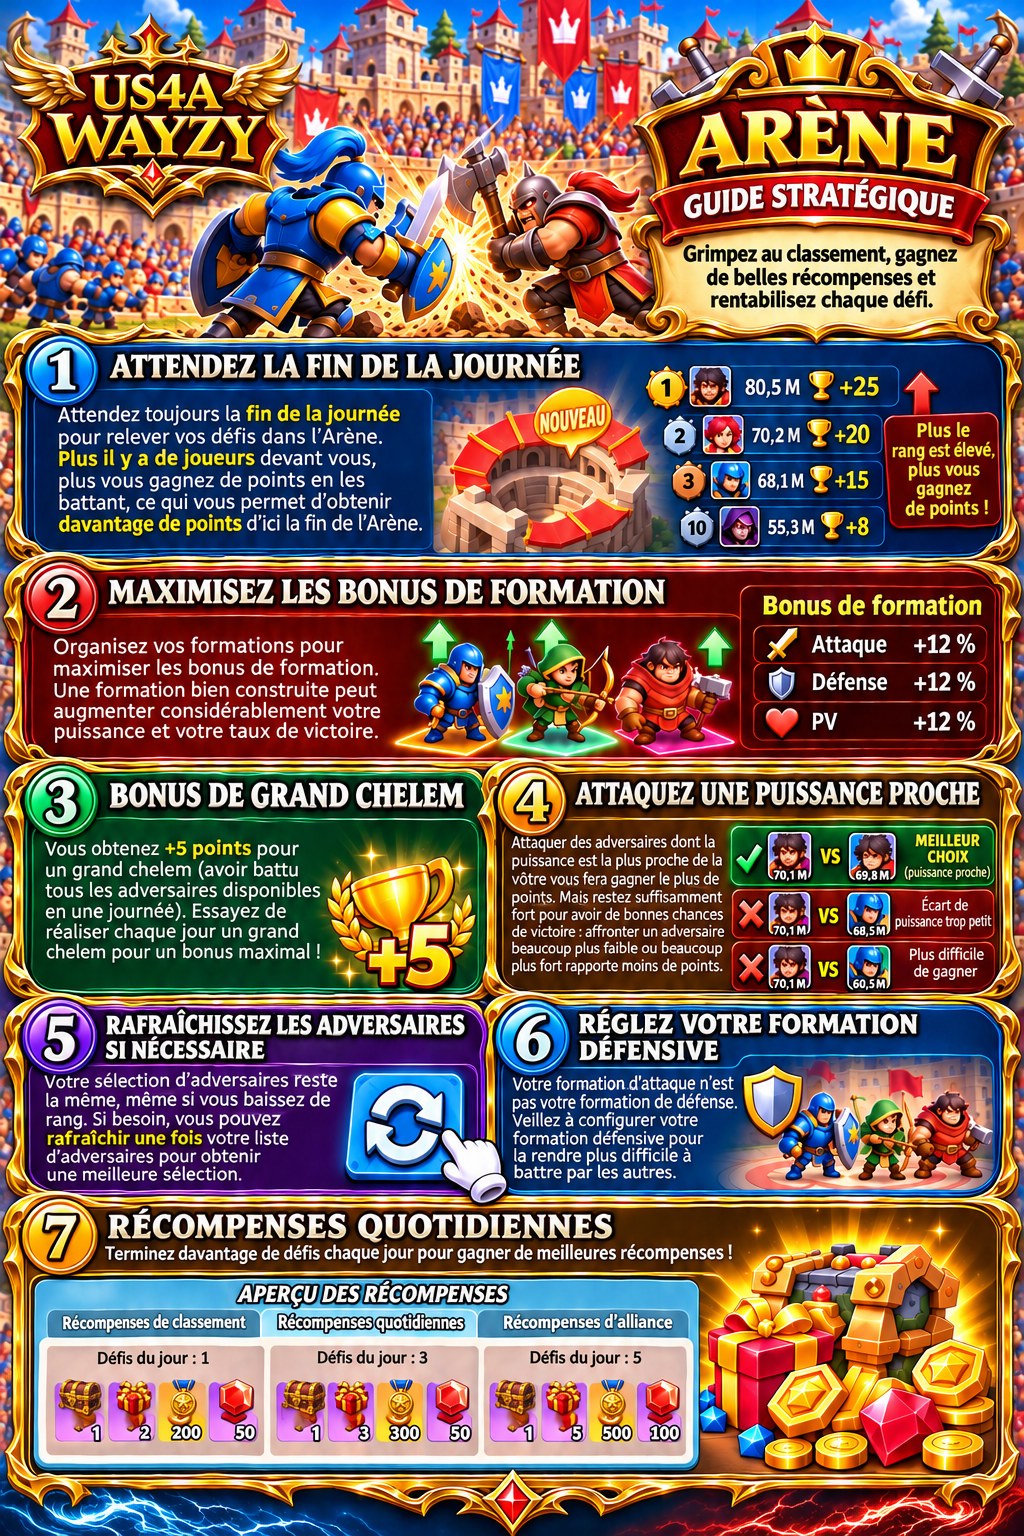 US4A
WAYZY
ARÈNE
GUIDE STRATÉGIQUE
Grimpez au classement, gagnez
de belles récompenses et
rentabilisez chaque défi.
1 ATTENDEZ LA FIN DE LA JOURNÉE
Attendez toujours la fin de la journée
pour relever vos défis dans l'Arène.
Plus il y a de joueurs devant vous,
plus vous gagnez de points en les
battant, ce qui vous permet d'obtenir
davantage de points d'ici la fin de l'Arène.
NOUVEAU
1 80,5 M +25
2 70,2 M +20
3 68,1 M +15
10 55,3 M +8
Plus le
rang est élevé,
plus vous
gagnez
de points !
2 MAXIMISEZ LES BONUS DE FORMATION
Organisez vos formations pour
maximiser les bonus de formation.
Une formation bien construite peut
augmenter considérablement votre
puissance et votre taux de victoire.
Bonus de formation
Attaque +12 %
Défense +12 %
PV +12 %
3 BONUS DE GRAND CHELEM
Vous obtenez +5 points pour
un grand chelem (avoir battu
tous les adversaires disponibles
en une journée). Essayez de
réaliser chaque jour un grand
chelem pour un bonus maximal !
+5
4 ATTAQUEZ UNE PUISSANCE PROCHE
Attaquer des adversaires dont la
puissance est la plus proche de la
vôtre vous fera gagner le plus de
points. Mais restez suffisamment
fort pour avoir de bonnes chances
de victoire : affronter un adversaire
beaucoup plus faible ou beaucoup
plus fort rapporte moins de points.
70,1 M VS 69,8 M
MEILLEUR
CHOIX
(puissance proche)
70,1 M VS 68,5 M
Écart de
puissance trop petit
70,1 M VS 60,5 M
Plus difficile
de gagner
5 RAFRAÎCHISSEZ LES ADVERSAIRES
SI NÉCESSAIRE
Votre sélection d'adversaires reste
la même, même si vous baissez de
rang. Si besoin, vous pouvez
rafraîchir une fois votre liste
d'adversaires pour obtenir
une meilleure sélection.
6 RÉGLEZ VOTRE FORMATION
DÉFENSIVE
Votre formation d'attaque n'est
pas votre formation de défense.
Veillez à configurer votre
formation défensive pour
la rendre plus difficile à
battre par les autres.
7 RÉCOMPENSES QUOTIDIENNES
Terminez davantage de défis chaque jour pour gagner de meilleures récompenses !
APERÇU DES RÉCOMPENSES
Récompenses de classement
Récompenses quotidiennes
Récompenses d'alliance
Défis du jour : 1
1 2 200 50
Défis du jour : 3
1 3 300 50
Défis du jour : 5
1 5 500 100